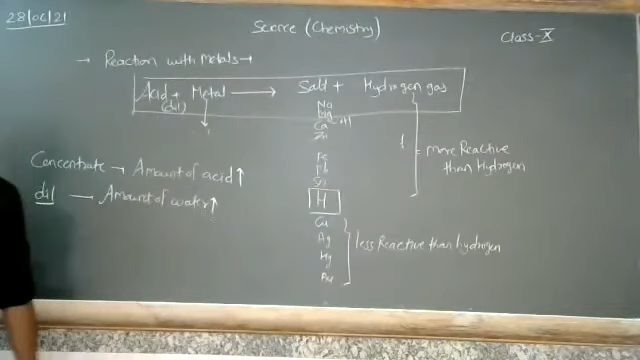 28/06/21
Science (Chemistry)
Class-X
→ Reaction with Metals →
Acid + Metal → Salt + Hydrogen gas
(dil)
Na
Mg
Ca
Zn
Fe
Pb
Sn
H
Cu
Ag
Hg
Au
more Reactive
than Hydrogen
Concentrate → Amount of acid ↑
dil — Amount of water ↑
less Reactive than hydrogen